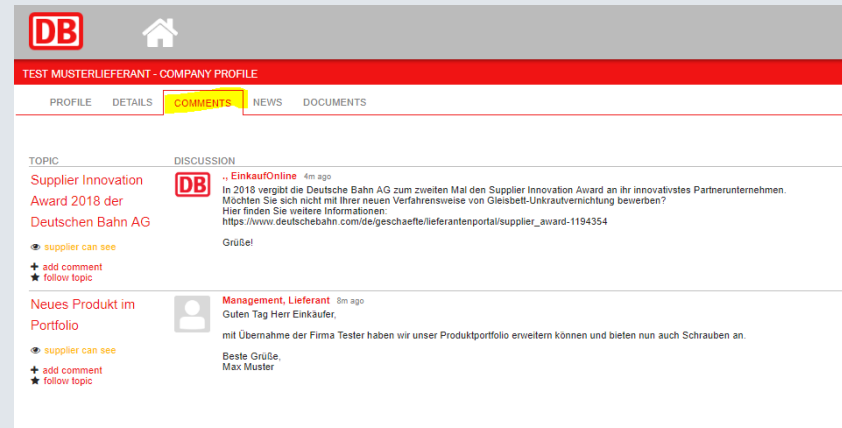 DB
TEST MUSTERLIEFERANT - COMPANY PROFILE
PROFILE DETAILS COMMENTS NEWS DOCUMENTS
TOPIC DISCUSSION
Supplier Innovation
Award 2018 der
Deutschen Bahn AG
supplier can see
add comment
follow topic
DB
., EinkaufOnline 4m ago
In 2018 vergibt die Deutsche Bahn AG zum zweiten Mal den Supplier Innovation Award an ihr innovativstes Partnerunternehmen.
Möchten Sie sich nicht mit Ihrer neuen Verfahrensweise von Gleisbett-Unkrautvernichtung bewerben?
Hier finden Sie weitere Informationen:
https://www.deutschebahn.com/de/geschaefte/lieferantenportal/supplier_award-1194354
Grüße!
Neues Produkt im
Portfolio
supplier can see
add comment
follow topic
Management, Lieferant 8m ago
Guten Tag Herr Einkäufer,
mit Übernahme der Firma Tester haben wir unser Produktportfolio erweitern können und bieten nun auch Schrauben an.
Beste Grüße,
Max Muster